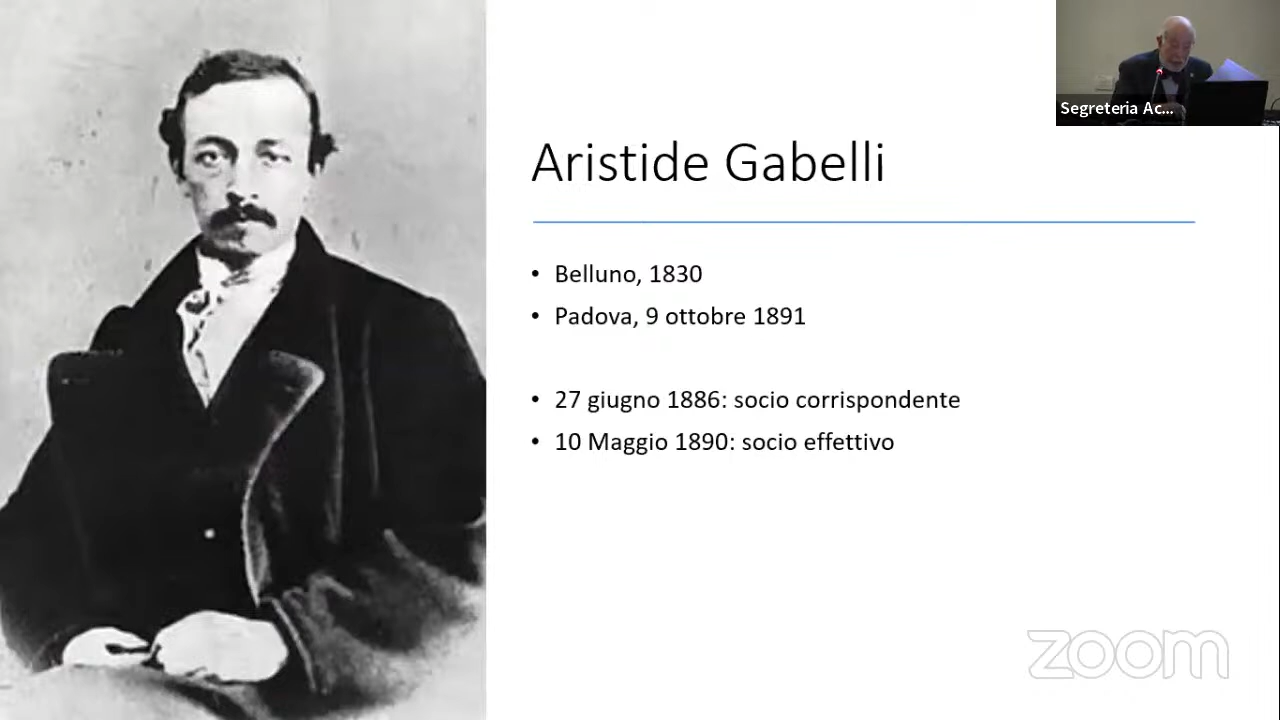 Segreteria Ac...
Aristide Gabelli
• Belluno, 1830
• Padova, 9 ottobre 1891
• 27 giugno 1886: socio corrispondente
• 10 Maggio 1890: socio effettivo
zoom